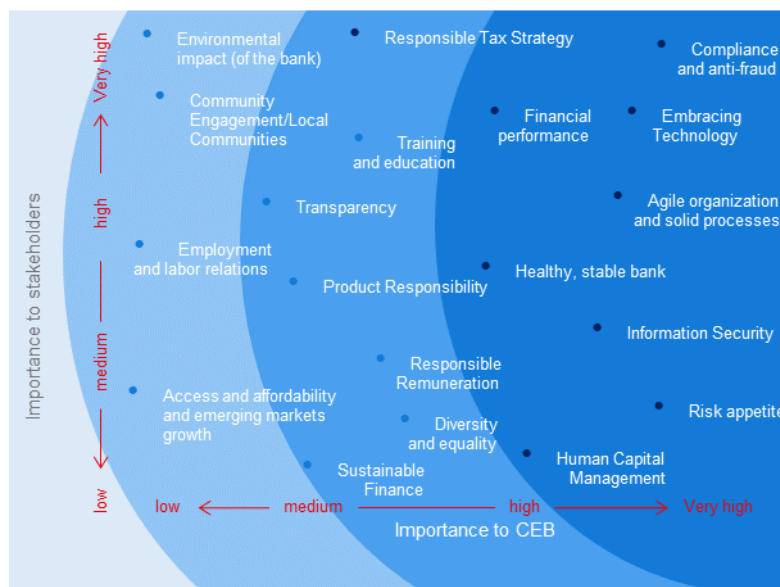 Very high
high
medium
low
Importance to stakeholders
Environmental
impact (of the bank)
Responsible Tax Strategy
Compliance
and anti-fraud
Community
Engagement/Local
Communities
Training
and education
Financial
performance
Embracing
Technology
Transparency
Agile organization
and solid processes
Employment
and labor relations
Product Responsibility
Healthy, stable bank
Information Security
Responsible
Remuneration
Access and affordability
and emerging markets
growth
Diversity
and equality
Risk appetite
Sustainable
Finance
Human Capital
Management
low
medium
high
Very high
Importance to CEB